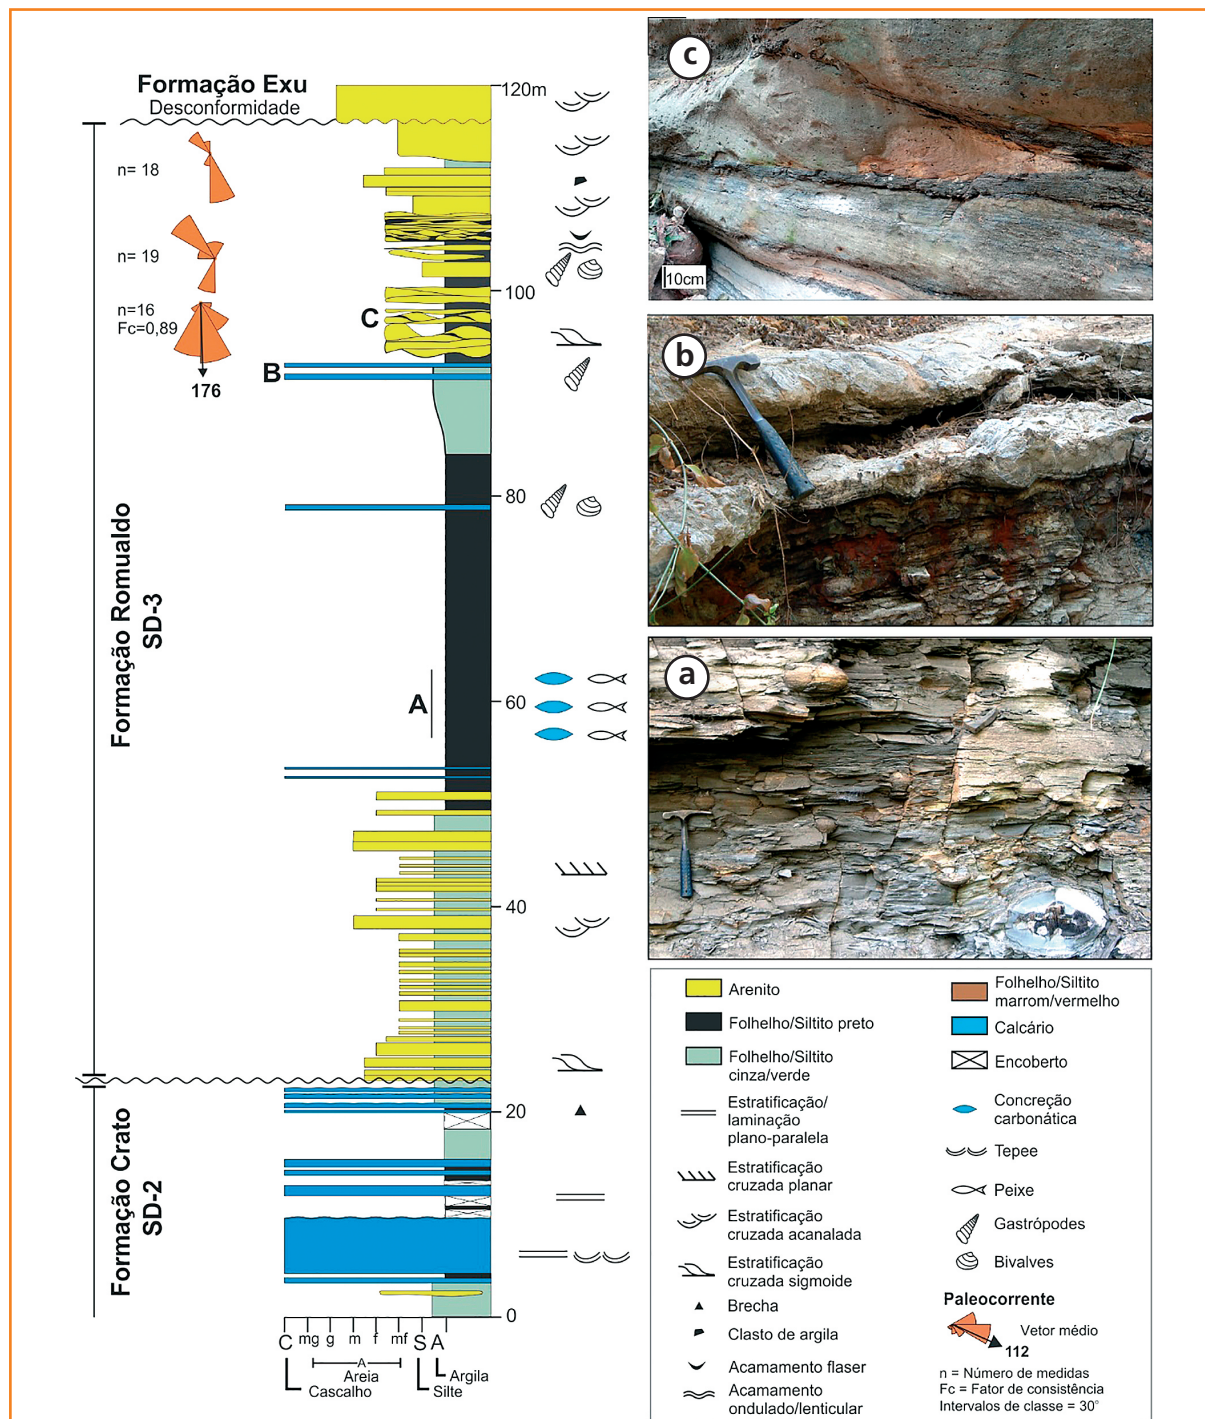 Formação Exu
Desconformidade
120m
n= 18
n= 19
n=16
Fc=0,89
176
100
C
B
80
A
60
40
20
0
Formação Romualdo
SD-3
Formação Crato
SD-2
C mg g m f mf S A
A
Areia
Cascalho
Argila
Silte
c
10cm
b
a
Arenito
Folhelho/Siltito preto
Folhelho/Siltito
cinza/verde
Estratificação/
laminação
plano-paralela
Estratificação
cruzada planar
Estratificação
cruzada acanalada
Estratificação
cruzada sigmoide
Brecha
Clasto de argila
Acamamento flaser
Acamamento
ondulado/lenticular
Folhelho/Siltito
marrom/vermelho
Calcário
Encoberto
Concreção
carbonática
Tepee
Peixe
Gastrópodes
Bivalves
Paleocorrente
Vetor médio
112
n = Número de medidas
Fc = Fator de consistência
Intervalos de classe = 30°